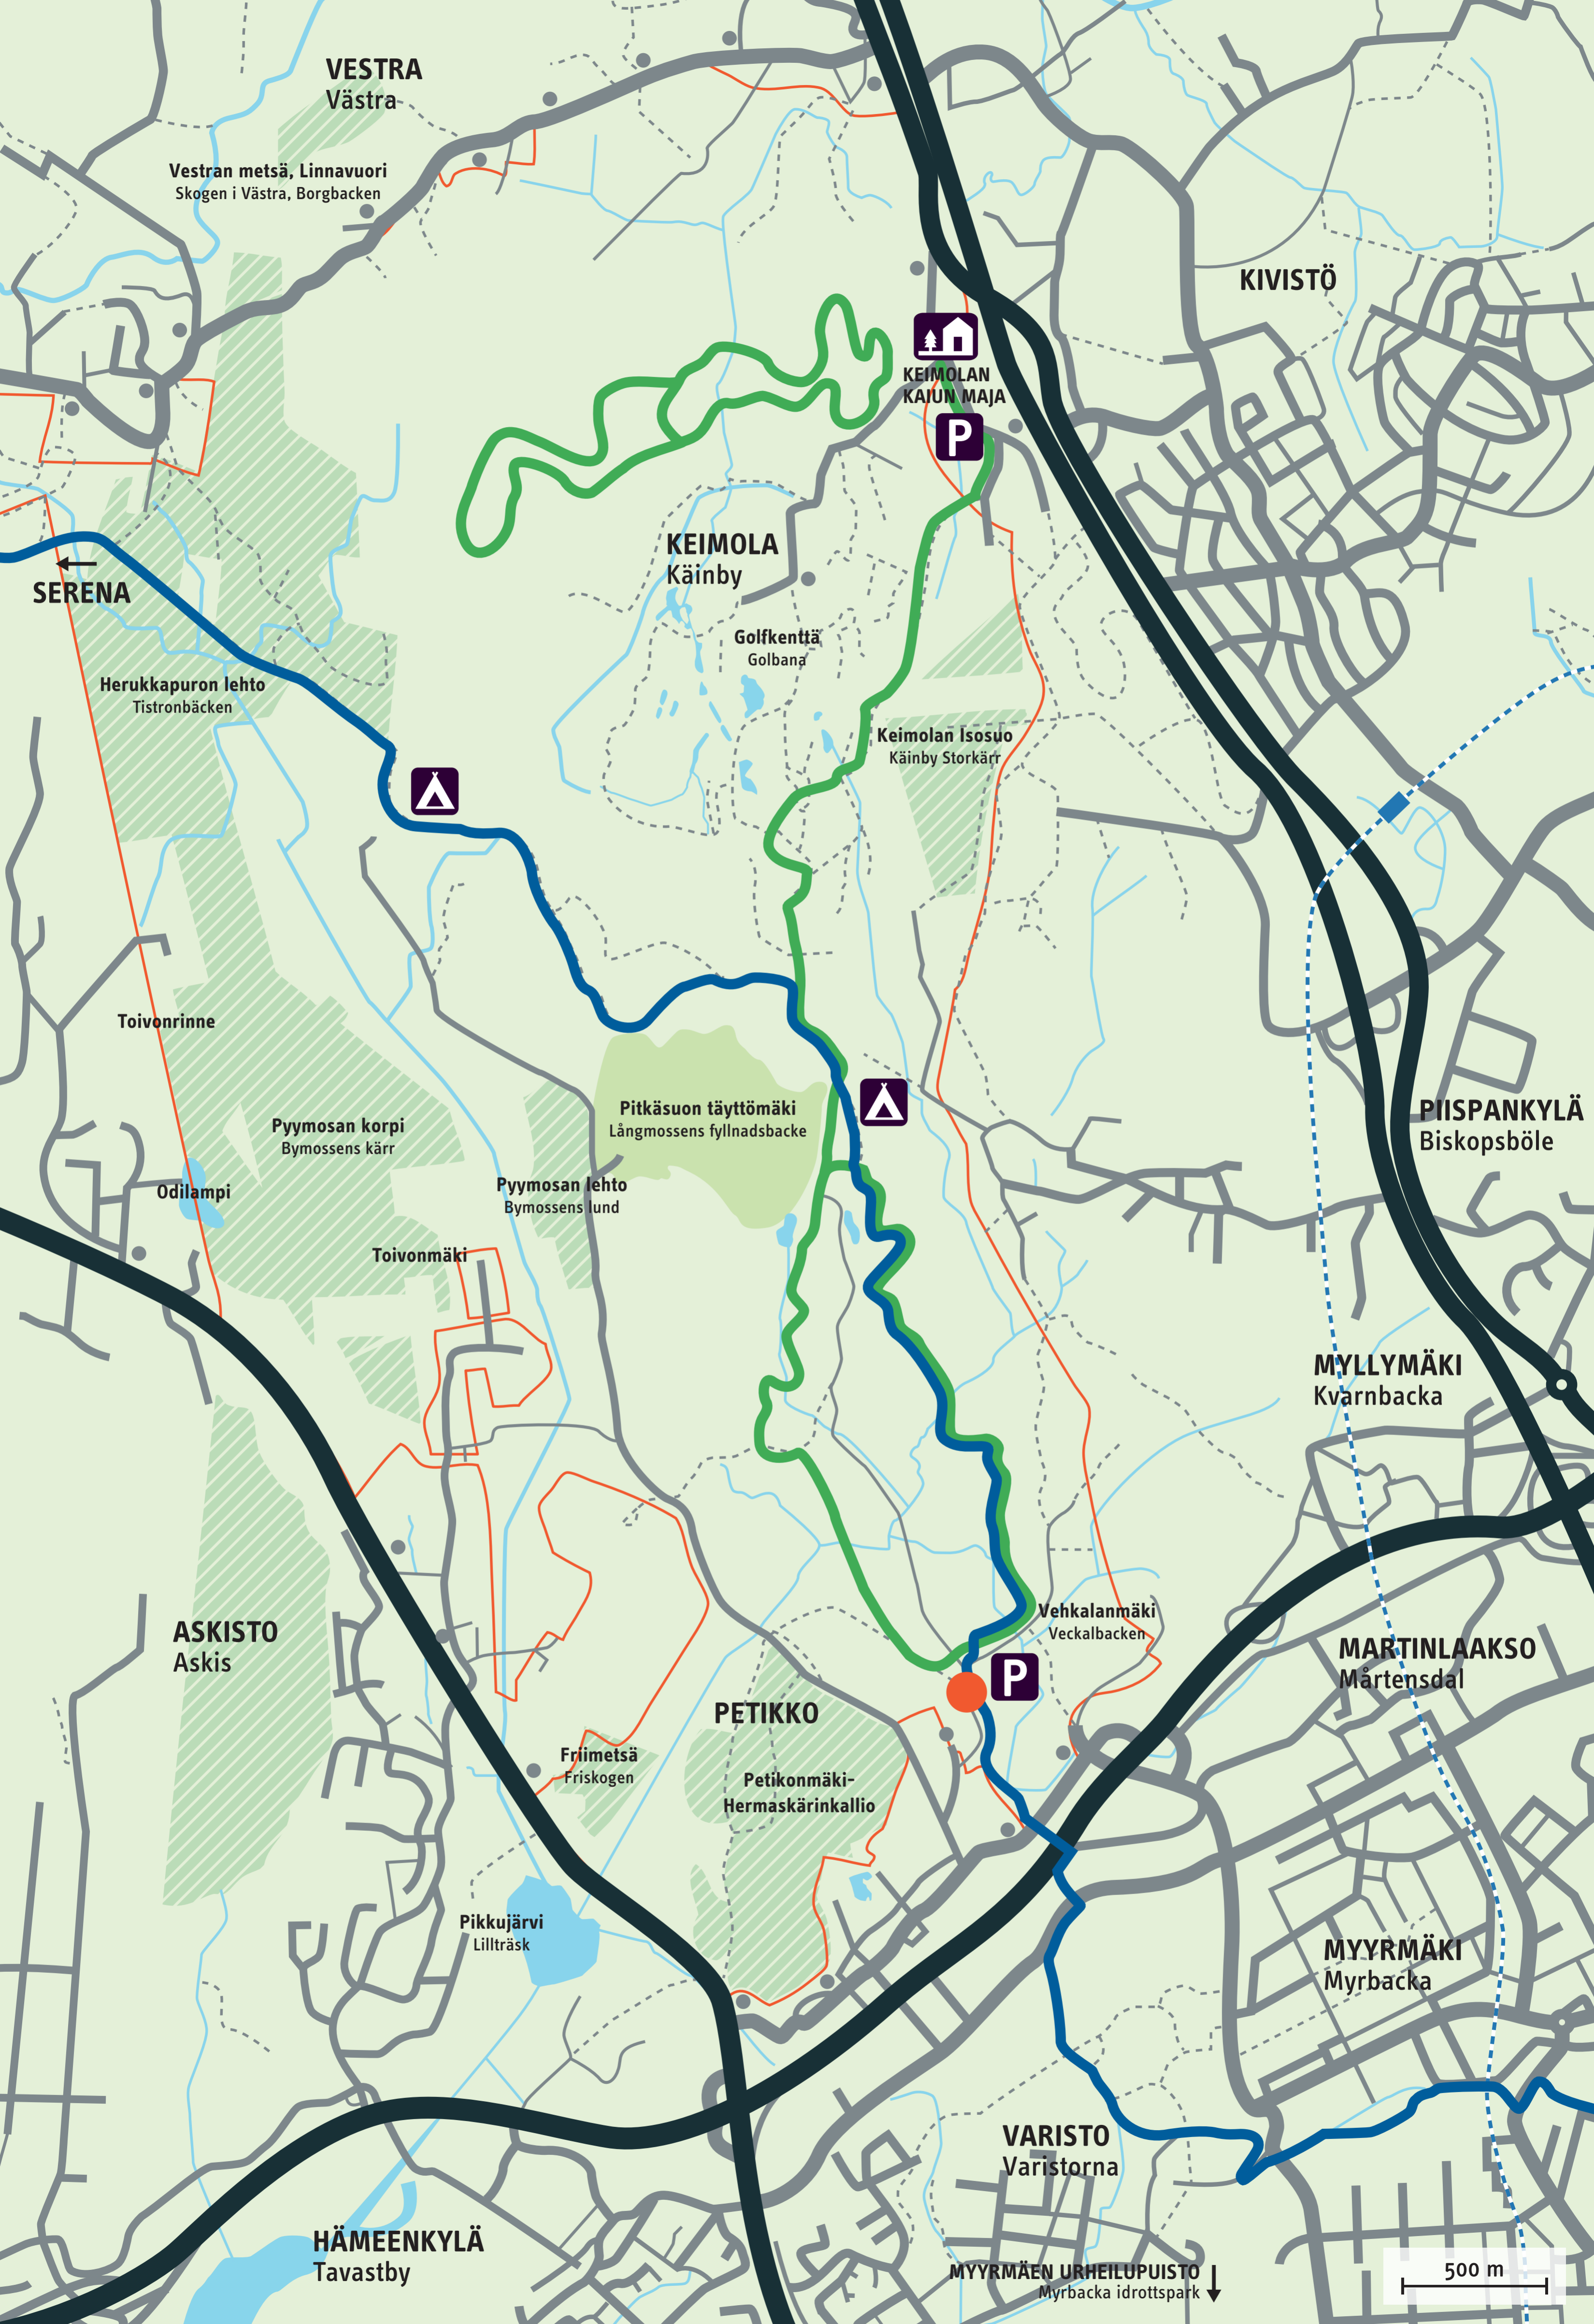 VESTRA
Västra
Vestran metsä, Linnavuori
Skogen i Västra, Borgbacken
KIVISTÖ
KEIMOLAN
KAIUN MAJA
P
KEIMOLA
Käinby
SERENA
Golfkenttä
Golbana
Herukkapuron lehto
Tistronbäcken
Keimolan Isosuo
Käinby Storkärr
Toivonrinne
Pitkäsuon täyttömäki
Långmossens fyllnadsbacke
PIISPANKYLÄ
Biskopsböle
Pyymosan korpi
Bymossens kärr
Odilampi
Pyymosan lehto
Bymossens lund
Toivonmäki
MYLLYMÄKI
Kvarnbacka
ASKISTO
Askis
Vehkalanmäki
Veckalbacken
P
MARTINLAAKSO
Mårtensdal
PETIKKO
Friimetsä
Friskogen
Petikonmäki-
Hermaskärinkallio
Pikkujärvi
Lillträsk
MYYRMÄKI
Myrbacka
VARISTO
Varistorna
HÄMEENKYLÄ
Tavastby
MYYRMÄEN URHEILUPUISTO
Myrbacka idrottspark
500 m